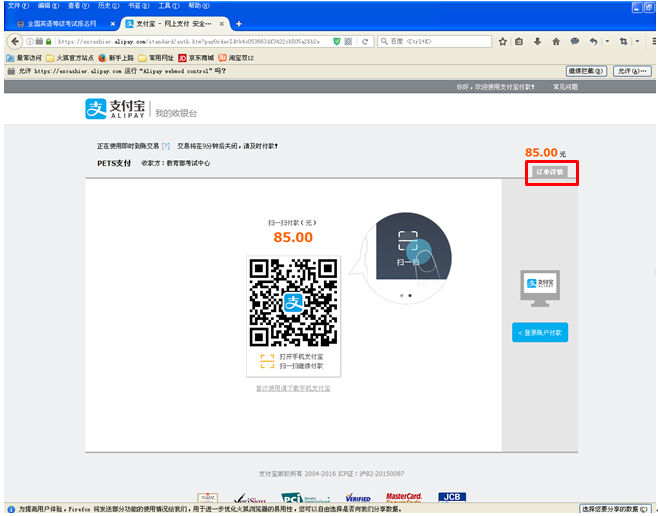 文件(F) 编辑(E) 查看(V) 历史(S) 书签(B) 工具(T) 帮助(H)
全国英语等级考试报名网 × 支付宝 - 网上支付 安全... × +
百度 <Ctrl+K>
最常访问 火狐官方站点 新手上路 常用网址 JD 京东商城 淘宝双12
允许 https://excashier.alipay.com 运行 "Alipay webmod control" 吗?
继续拦截(B) 允许(A)...
你好，欢迎使用支付宝付款! 常见问题
支 支付宝 ALIPAY 我的收银台
正在使用即时到账交易 [?] 交易将在9分钟后关闭，请及时付款!
85.00 元
PETS支付 收款方：教育部考试中心
订单详情
扫一扫付款（元）
85.00
扫一扫
支
支付宝
打开手机支付宝
扫一扫继续付款
< 登录账户付款
首次使用请下载手机支付宝
支付宝版权所有 2004-2016 ICP证：沪B2-20150087
VeriSign PCI VERIFIED MasterCard. SecureCode JCB
为提高用户体验，Firefox 将发送部分功能的使用情况给我们，用于进一步优化火狐浏览器的易用性，您可以自由选择是否向我们分享数据。
选择您要分享的数据(C)